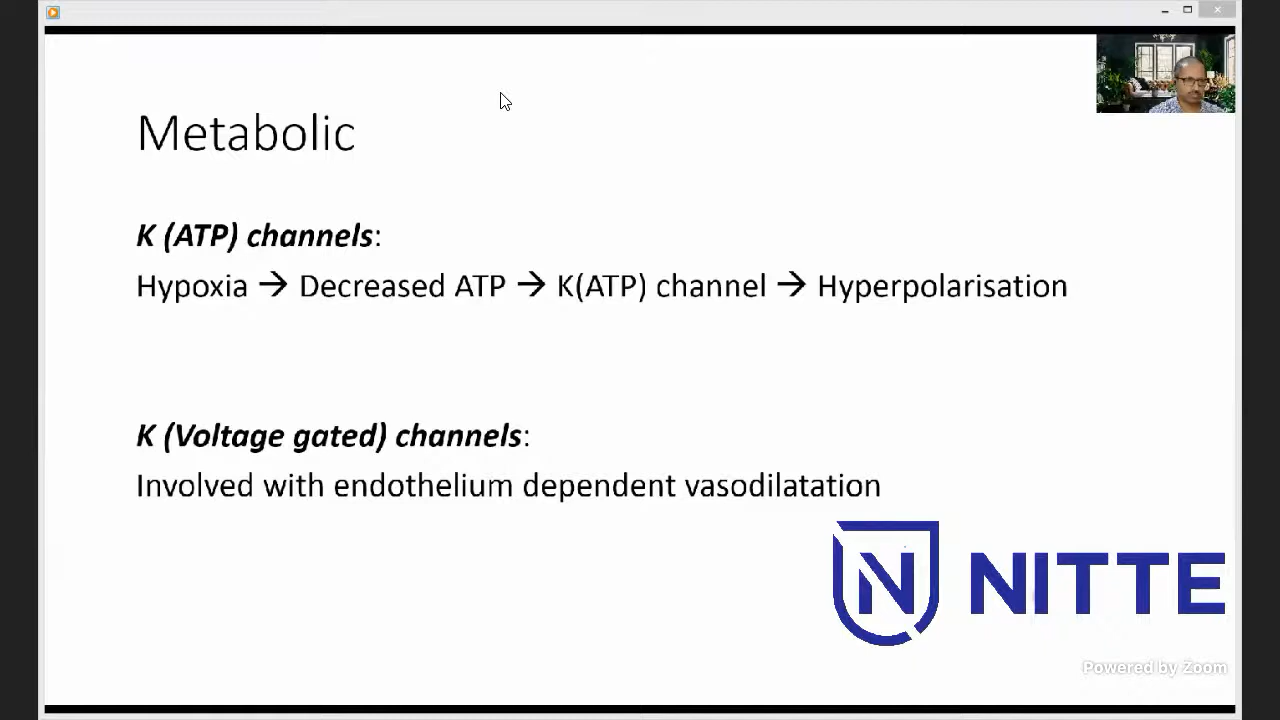 Metabolic
K (ATP) channels:
Hypoxia → Decreased ATP → K(ATP) channel → Hyperpolarisation
K (Voltage gated) channels:
Involved with endothelium dependent vasodilatation
N NITTE
Powered by Zoom